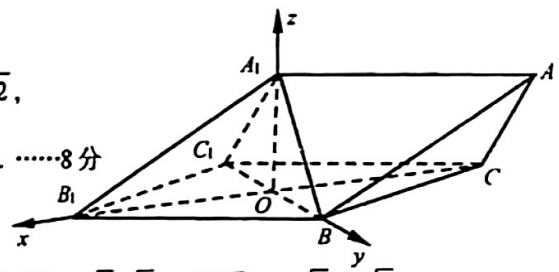 z
A₁ A
2,
C₁ ……8分
C
B₁ O
x B y